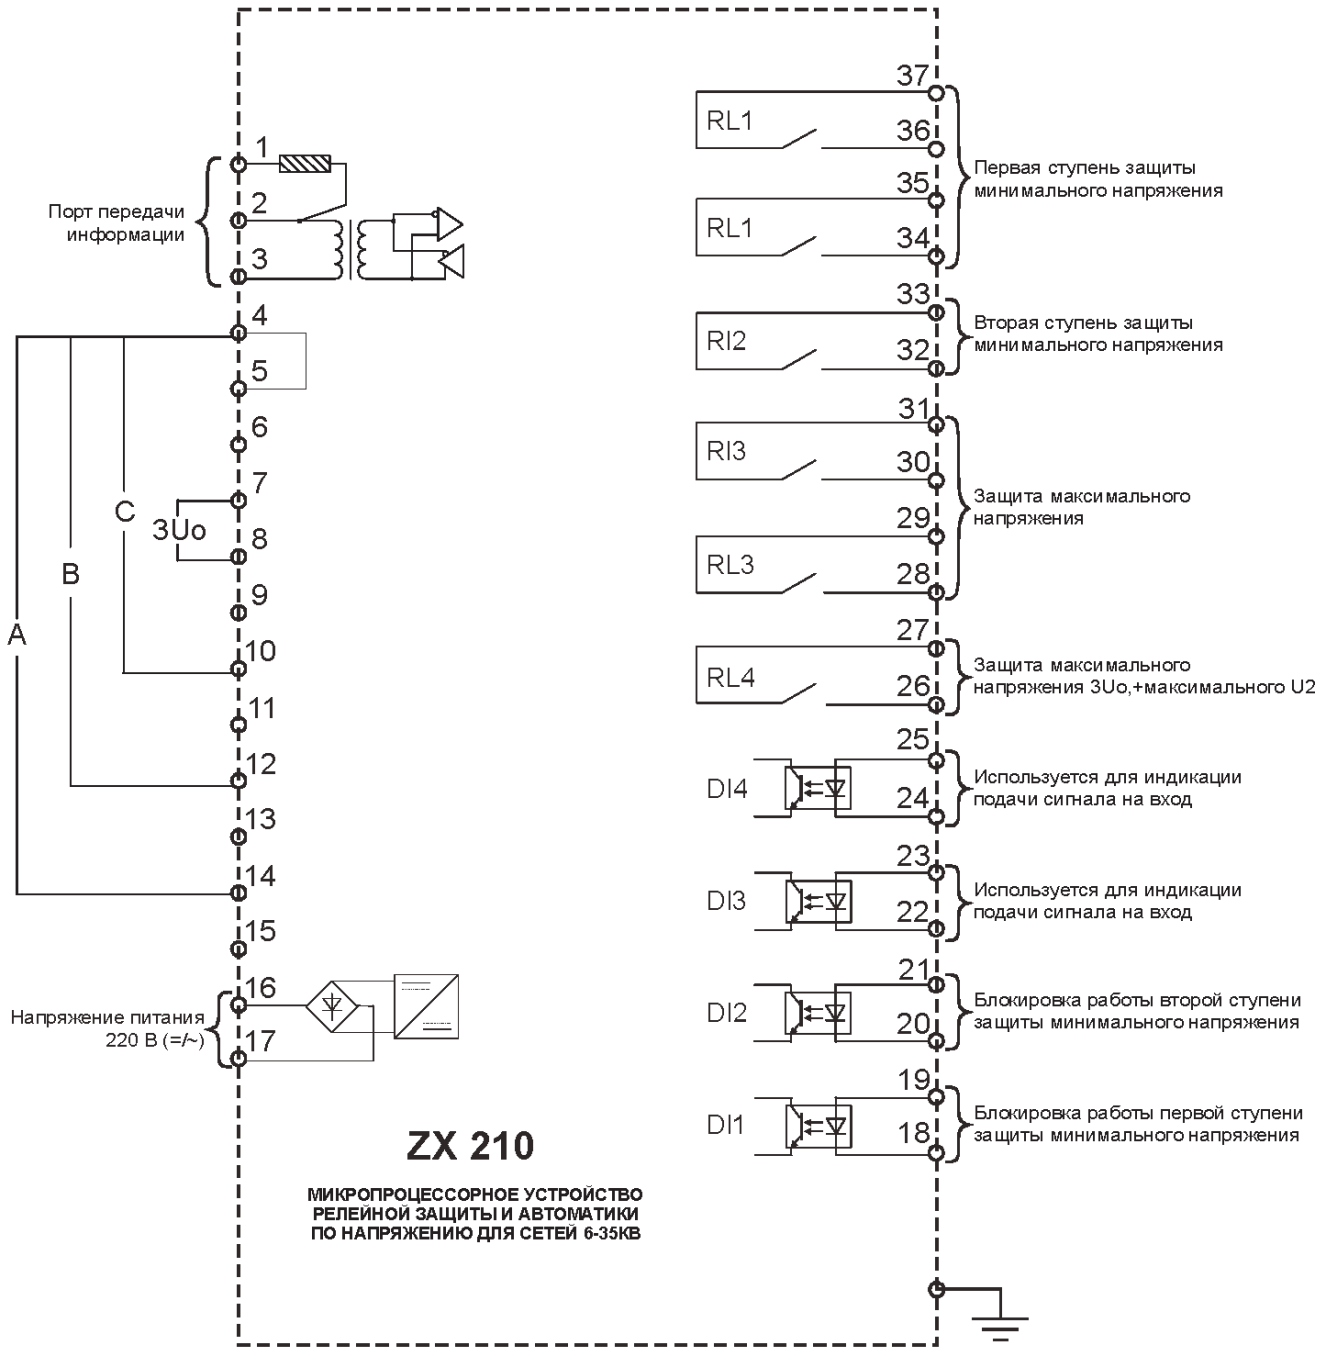 1
Порт передачи
информации
2
3
4
5
6
7
3Uo
8
9
10
11
12
13
14
15
A
B
C
16
Напряжение питания
220 В (=/~)
17
37
RL1
36
35
RL1
34
Первая ступень защиты
минимального напряжения
33
RI2
32
Вторая ступень защиты
минимального напряжения
31
RI3
30
29
RL3
28
Защита максимального
напряжения
27
RL4
26
Защита максимального
напряжения 3Uo,+максимального U2
25
DI4
24
Используется для индикации
подачи сигнала на вход
23
DI3
22
Используется для индикации
подачи сигнала на вход
21
DI2
20
Блокировка работы второй ступени
защиты минимального напряжения
19
DI1
18
Блокировка работы первой ступени
защиты минимального напряжения
ZX 210
МИКРОПРОЦЕССОРНОЕ УСТРОЙСТВО
РЕЛЕЙНОЙ ЗАЩИТЫ И АВТОМАТИКИ
ПО НАПРЯЖЕНИЮ ДЛЯ СЕТЕЙ 6-35КВ